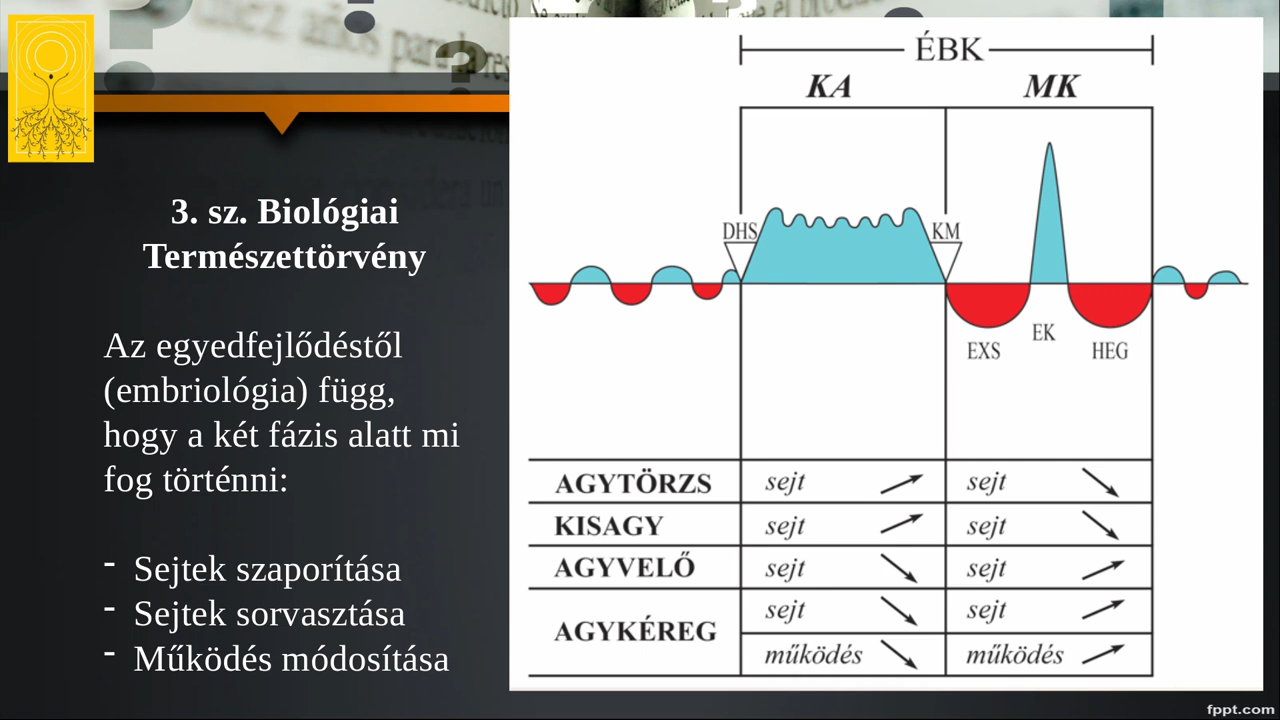 3. sz. Biológiai
Természettörvény
Az egyedfejlődéstől
(embriológia) függ,
hogy a két fázis alatt mi
fog történni:
- Sejtek szaporítása
- Sejtek sorvasztása
- Működés módosítása
ÉBK
KA MK
DHS KM
EK
EXS HEG
AGYTÖRZS sejt sejt
KISAGY sejt sejt
AGYVELŐ sejt sejt
AGYKÉREG sejt sejt
működés működés
fppt.com